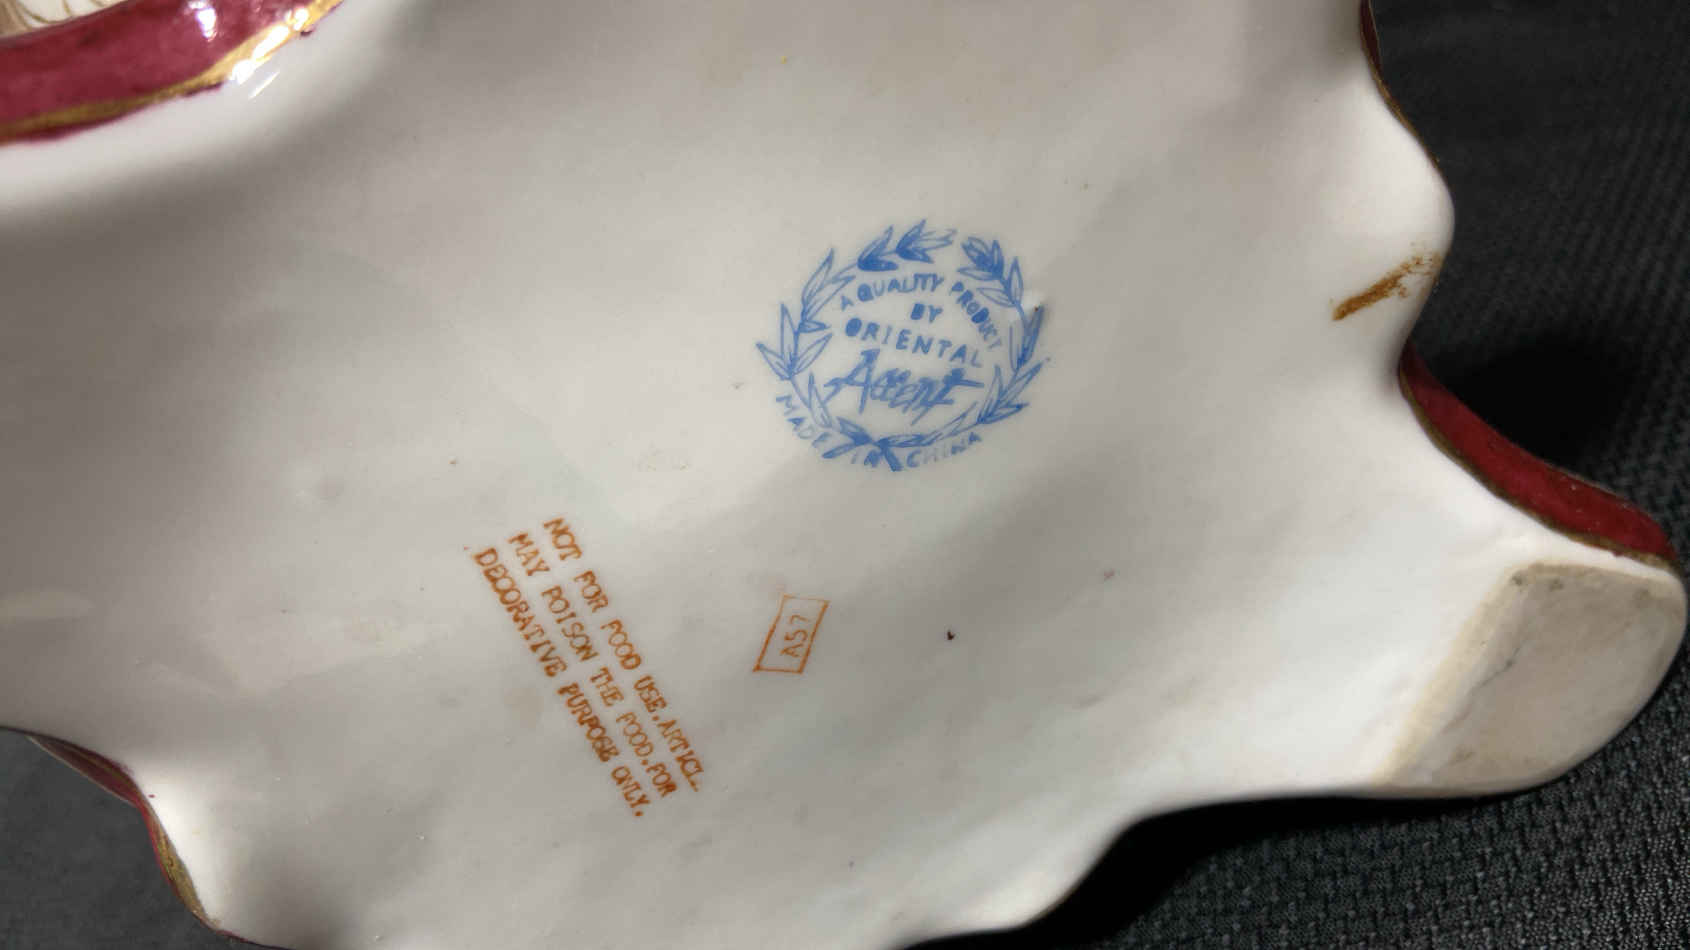 A QUALITY PRODUCT
BY
ORIENTAL
Accent
MADE IN CHINA
NOT FOR FOOD USE.ARTICL
MAY POISON THE FOOD.FOR
DECORATIVE PURPOSE ONLY.
A57